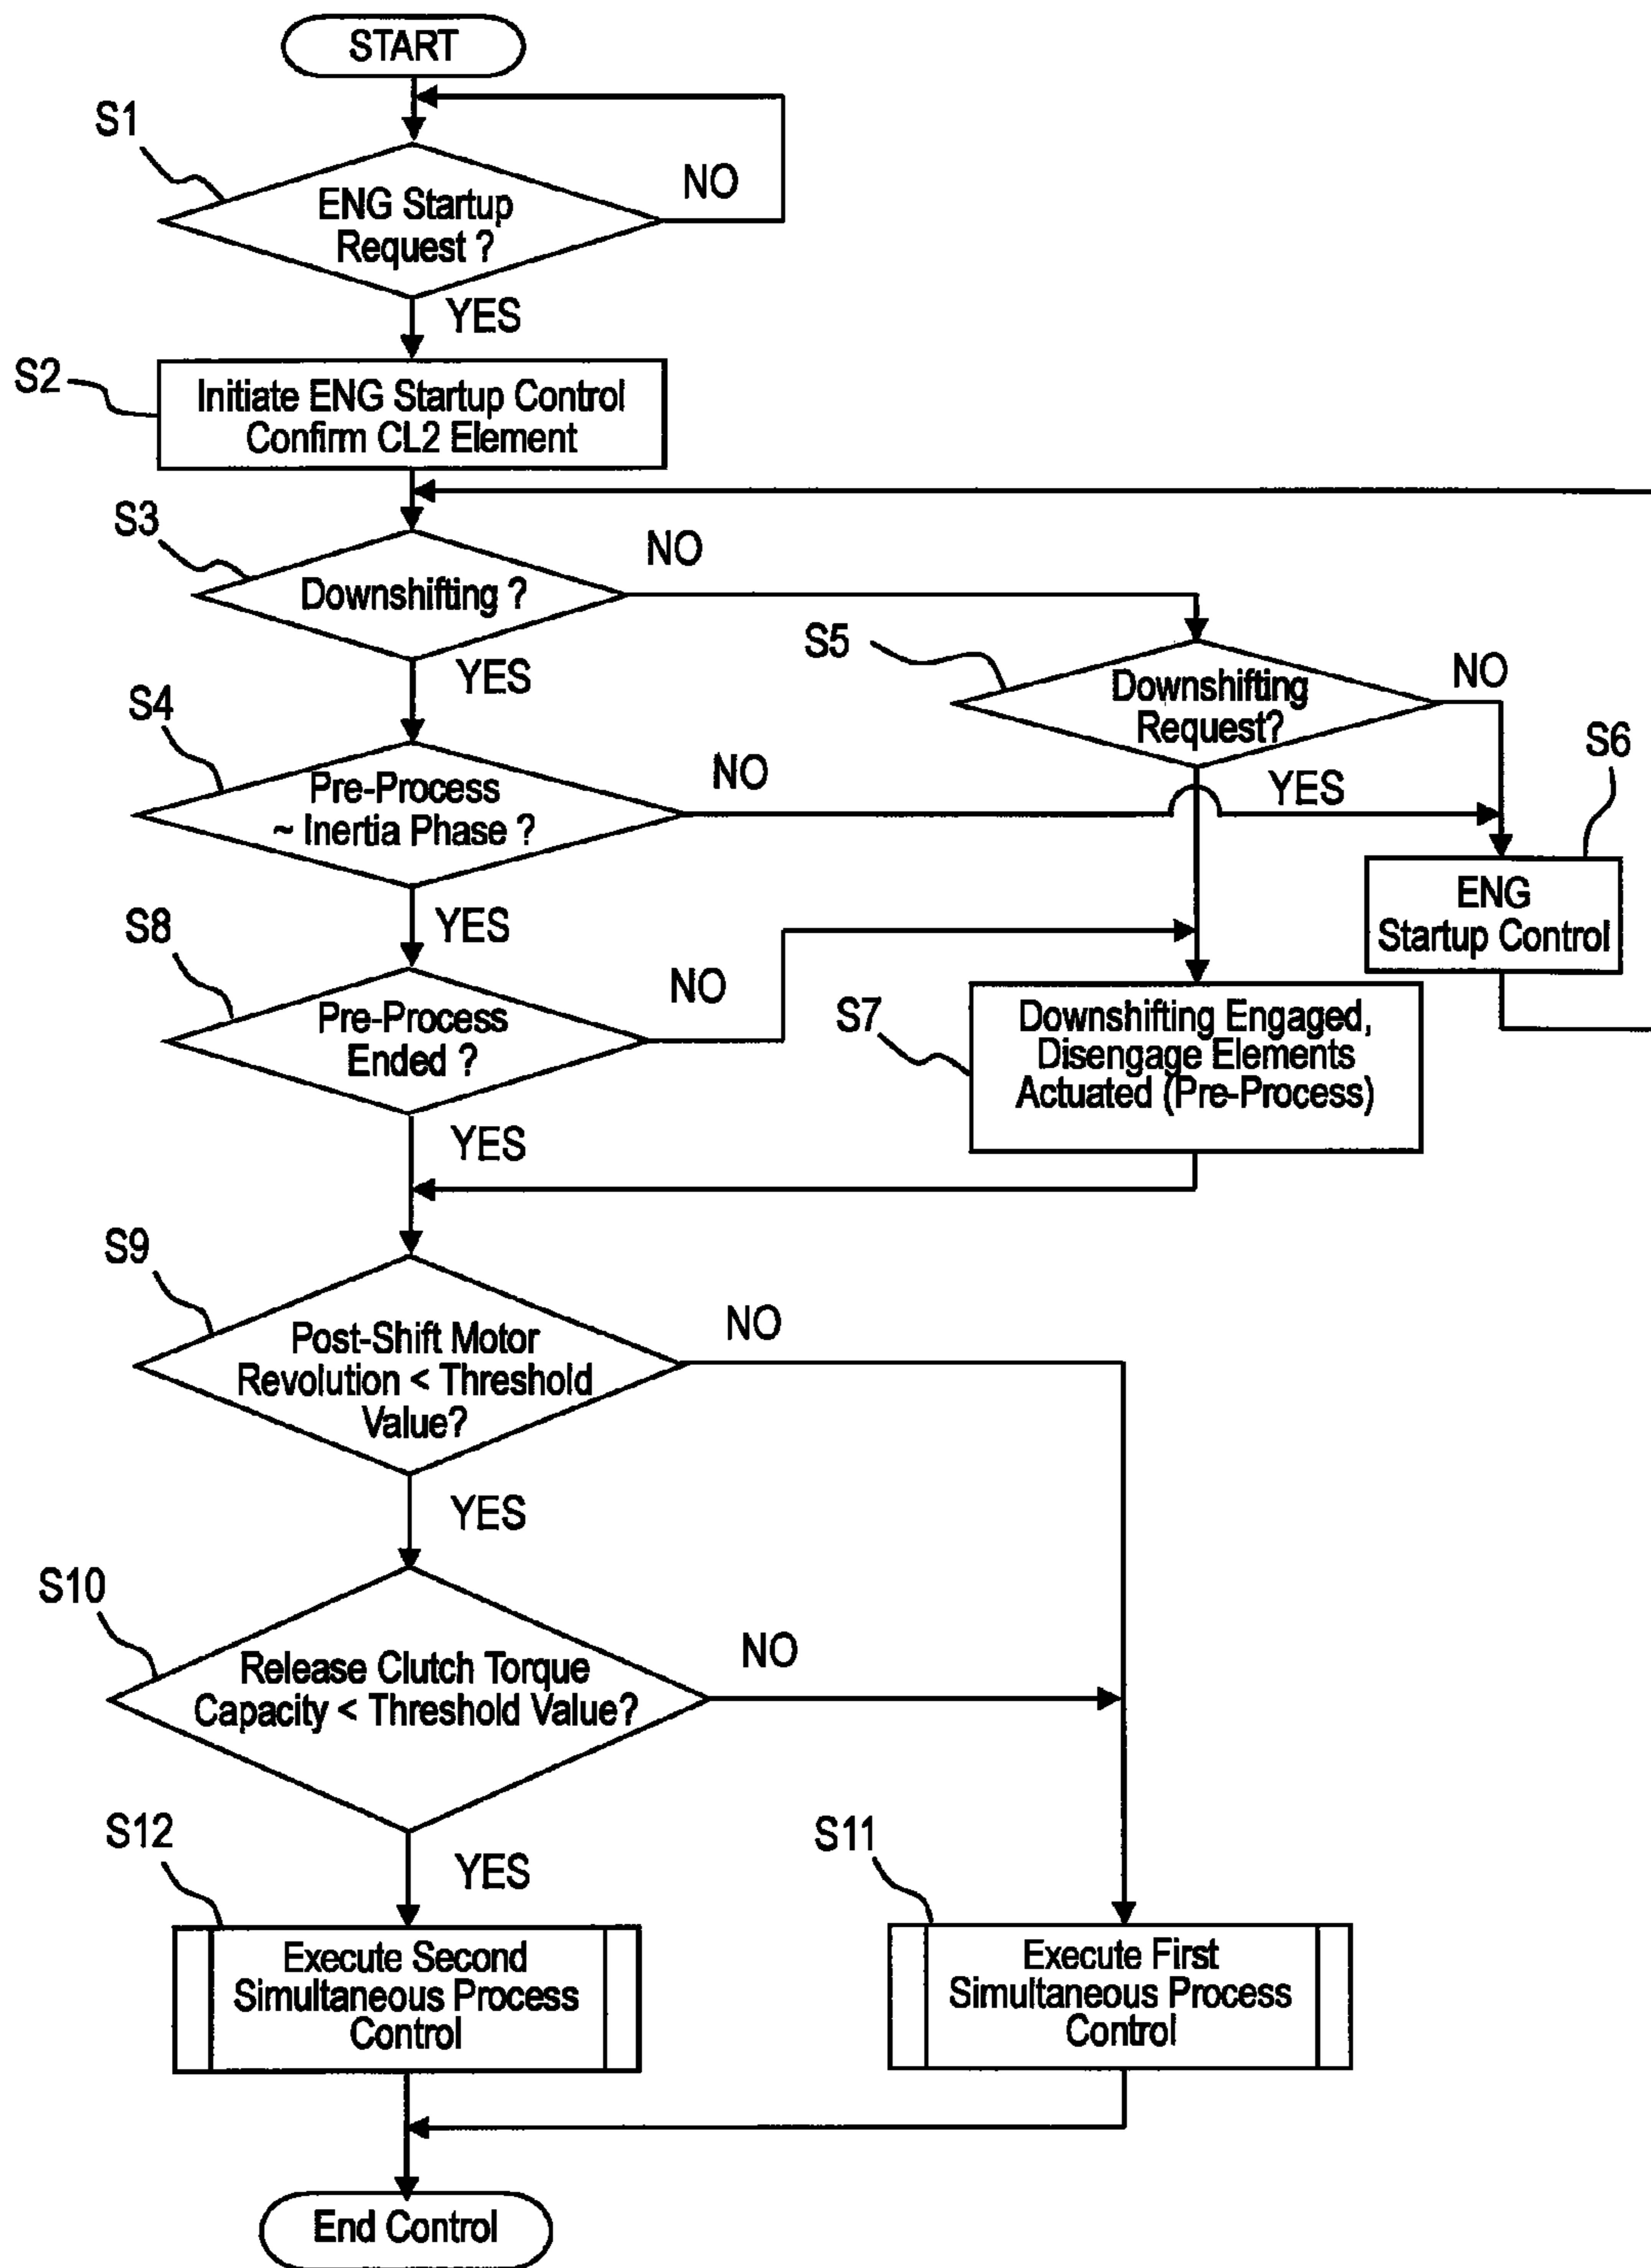 START
S1
ENG Startup
Request ?
NO
YES
S2
Initiate ENG Startup Control
Confirm CL2 Element
S3
Downshifting ?
NO
YES
S5
Downshifting
Request?
NO
YES
S4
Pre-Process
~ Inertia Phase ?
NO
YES
S6
ENG
Startup Control
S8
Pre-Process
Ended ?
NO
YES
S7
Downshifting Engaged,
Disengage Elements
Actuated (Pre-Process)
S9
Post-Shift Motor
Revolution < Threshold
Value?
NO
YES
S10
Release Clutch Torque
Capacity < Threshold Value?
NO
YES
S12
Execute Second
Simultaneous Process
Control
S11
Execute First
Simultaneous Process
Control
End Control